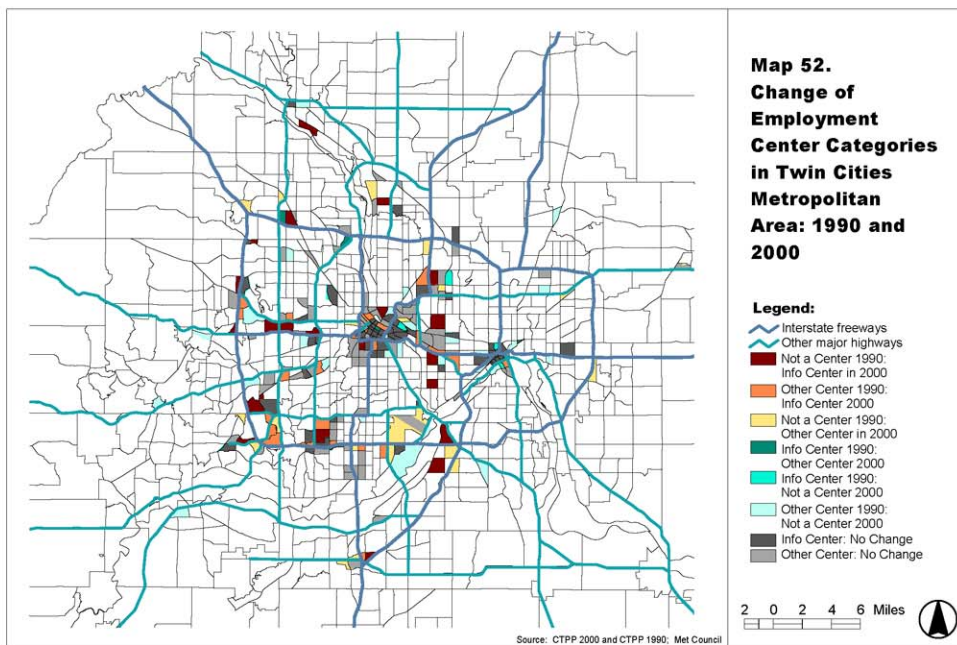 Map 52.
Change of
Employment
Center Categories
in Twin Cities
Metropolitan
Area: 1990 and
2000
Legend:
Interstate freeways
Other major highways
Not a Center 1990:
Info Center in 2000
Other Center 1990:
Info Center 2000
Not a Center 1990:
Other Center in 2000
Info Center 1990:
Other Center 2000
Info Center 1990:
Not a Center 2000
Other Center 1990:
Not a Center 2000
Info Center: No Change
Other Center: No Change
2 0 2 4 6 Miles
Source: CTPP 2000 and CTPP 1990; Met Council